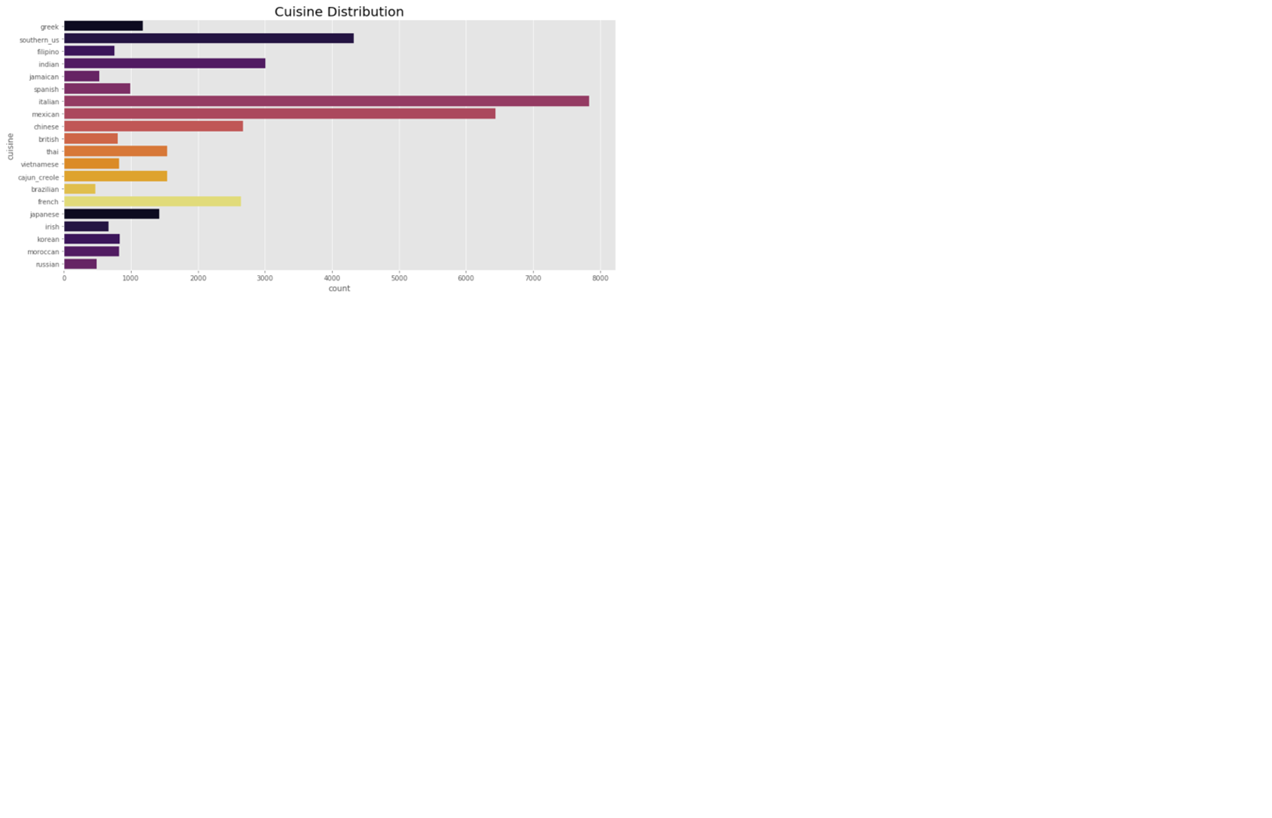 Cuisine Distribution
greek
southern_us
filipino
indian
jamaican
spanish
italian
mexican
chinese
british
thai
vietnamese
cajun_creole
brazilian
french
japanese
irish
korean
moroccan
russian
cuisine
0 1000 2000 3000 4000 5000 6000 7000 8000
count